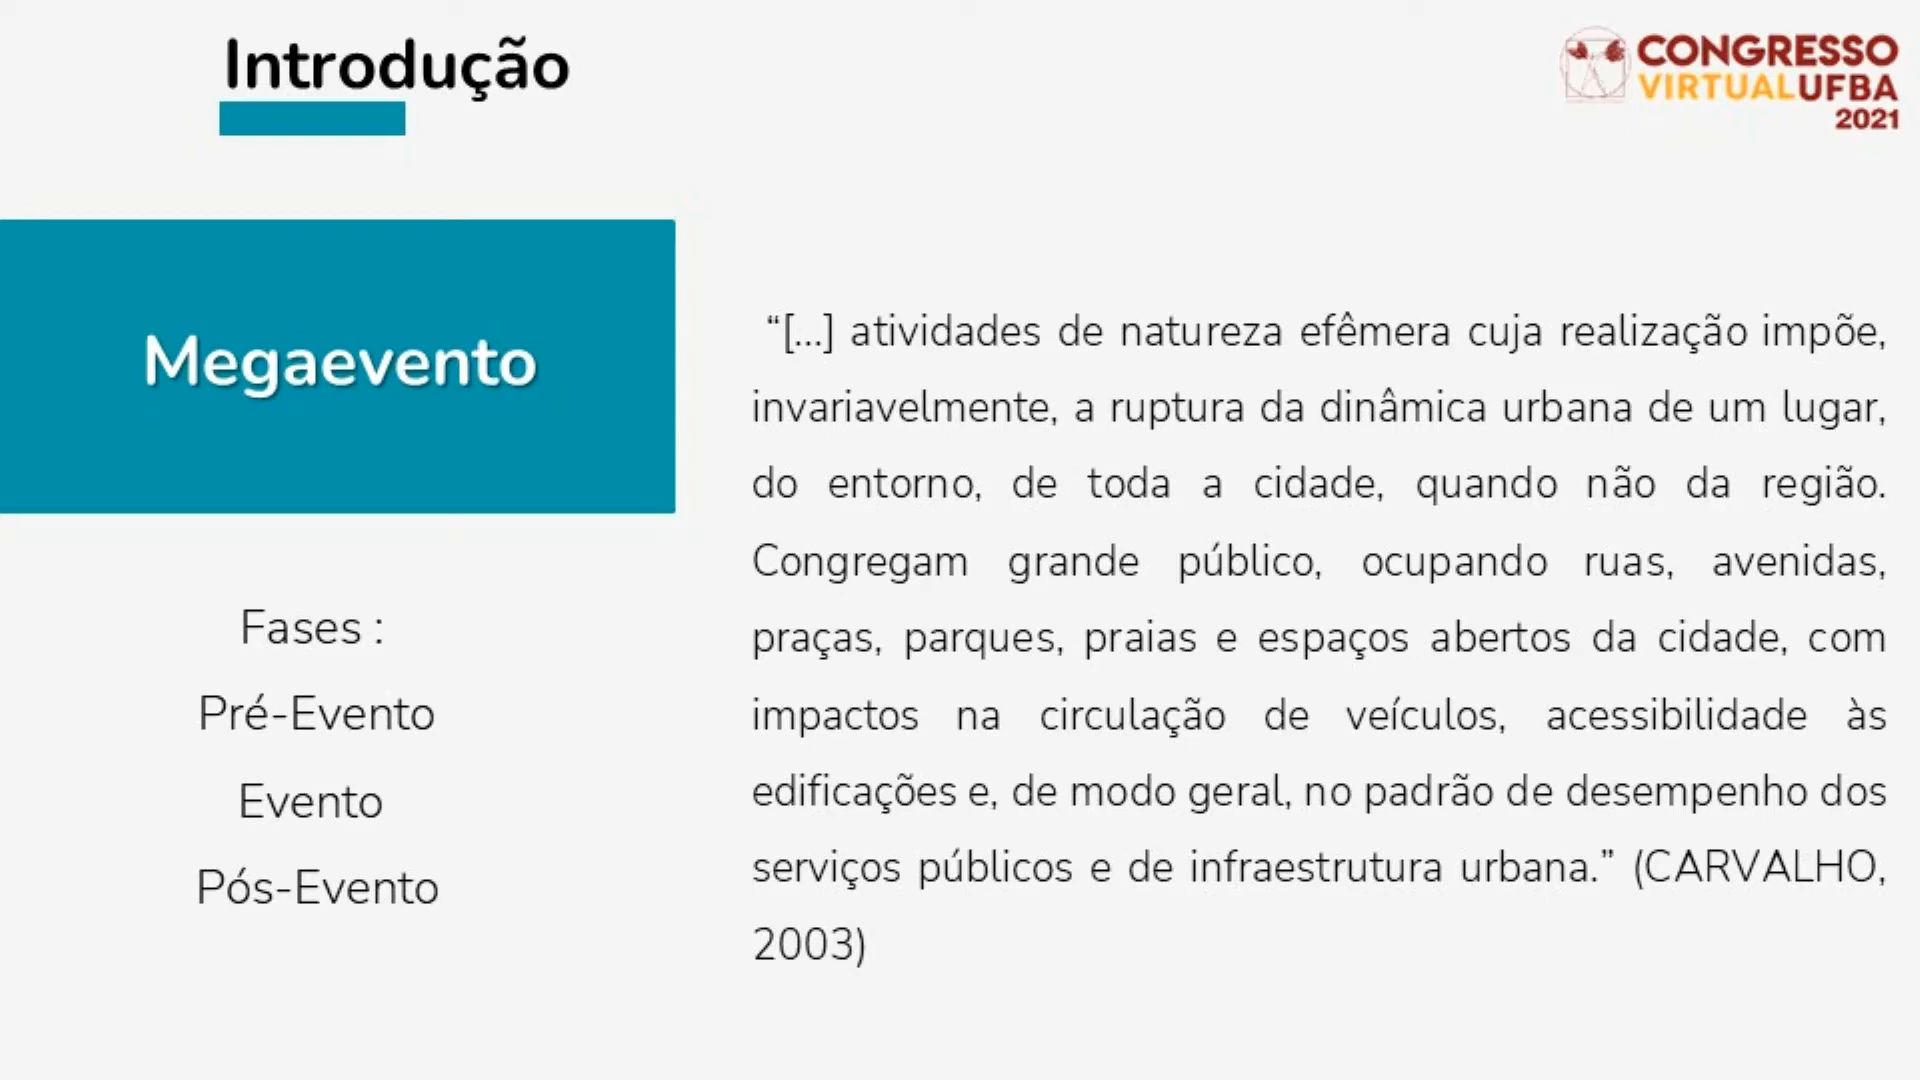 Introdução
CONGRESSO
VIRTUALUFBA
2021
Megaevento
Fases :
Pré-Evento
Evento
Pós-Evento
“[...] atividades de natureza efêmera cuja realização impõe,
invariavelmente, a ruptura da dinâmica urbana de um lugar,
do entorno, de toda a cidade, quando não da região.
Congregam grande público, ocupando ruas, avenidas,
praças, parques, praias e espaços abertos da cidade, com
impactos na circulação de veículos, acessibilidade às
edificações e, de modo geral, no padrão de desempenho dos
serviços públicos e de infraestrutura urbana.” (CARVALHO,
2003)